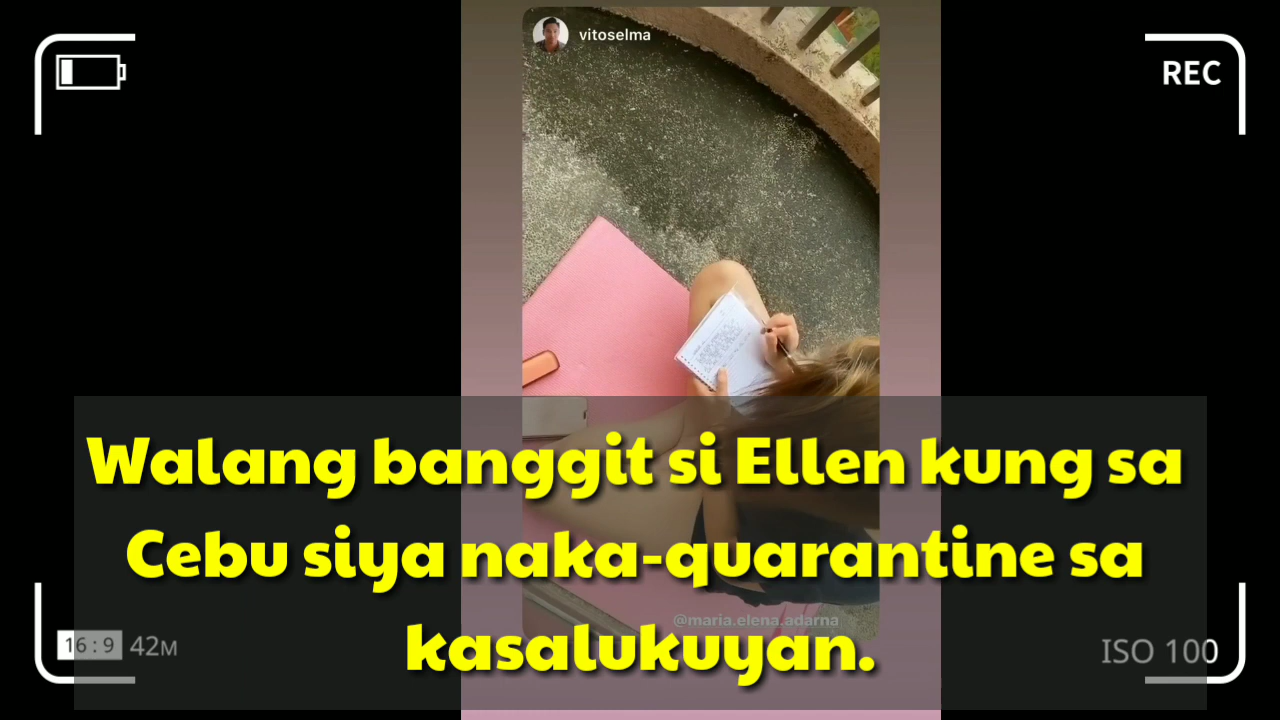 vitoselma
REC
Walang banggit si Ellen kung sa
Cebu siya naka-quarantine sa
@maria.elena.adarna
kasalukuyan.
16:9 42M
ISO 100